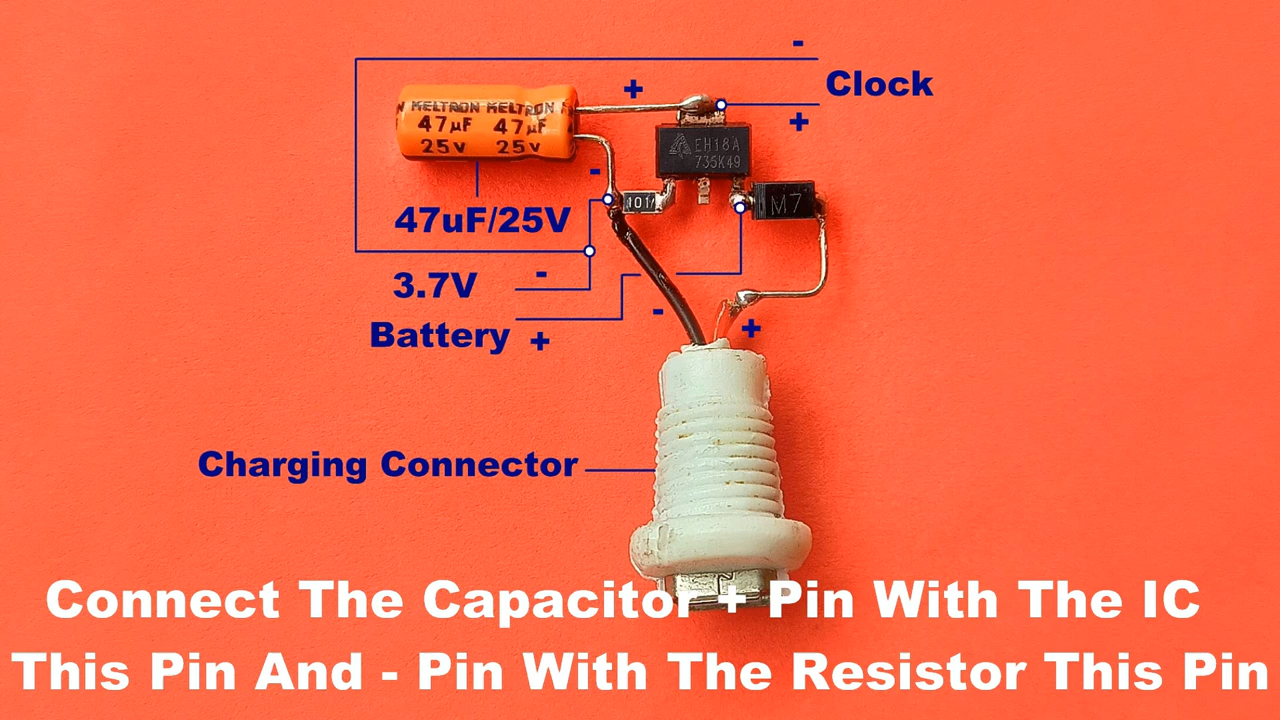 -
Clock
+
+
MELTRON MELTRON
47µF 47µF
25V 25V
EH18A
735K49
-
101
M7
47uF/25V
-
3.7V
-
Battery
+
+
Charging Connector
Connect The Capacitor + Pin With The IC
This Pin And - Pin With The Resistor This Pin